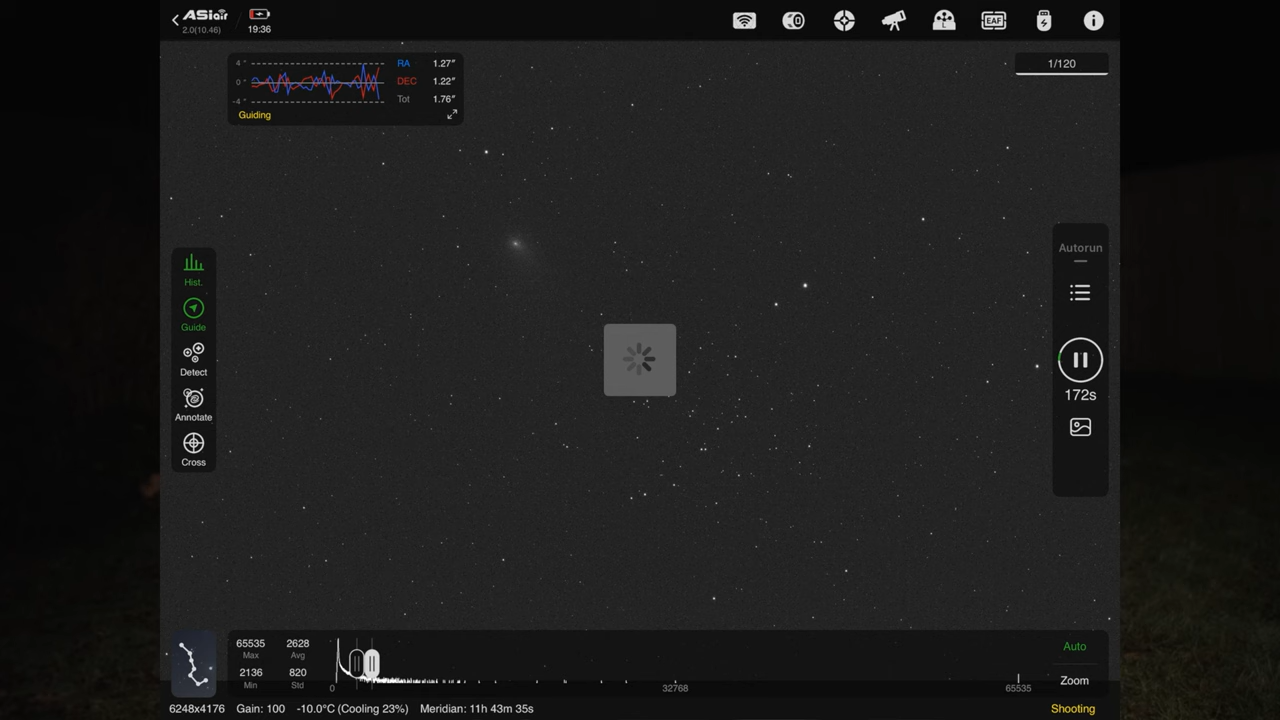 ASIair
2.0(10.46)
19:36
L
EAF
1/120
4"
0"
-4"
RA 1.27"
DEC 1.22"
Tot 1.76"
Guiding
Hist.
Guide
Detect
Annotate
Cross
Autorun
172s
65535 2628
Max Avg
2136 820
Min Std
0
32768
65535
Auto
Zoom
6248x4176 Gain: 100 -10.0°C (Cooling 23%) Meridian: 11h 43m 35s
Shooting